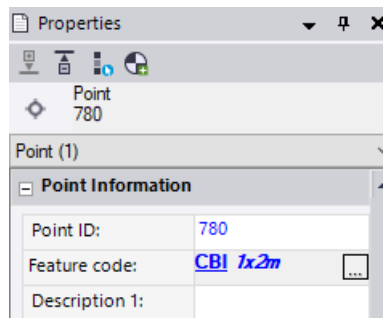 Properties
Point
780
Point (1)
Point Information
Point ID: 780
Feature code: CBI 1x2m ...
Description 1: